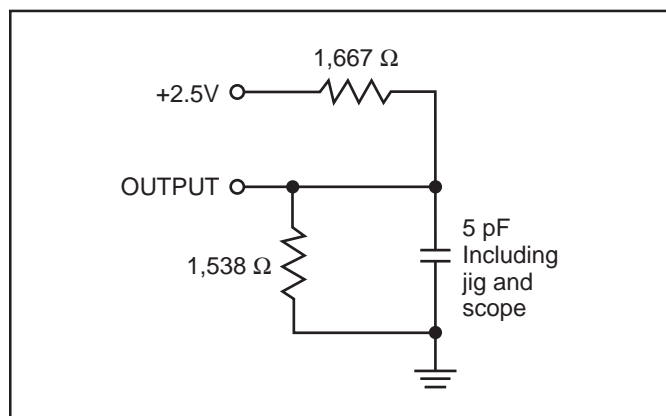 1,667 Ω
+2.5V
OUTPUT
1,538 Ω
5 pF
Including
jig and
scope